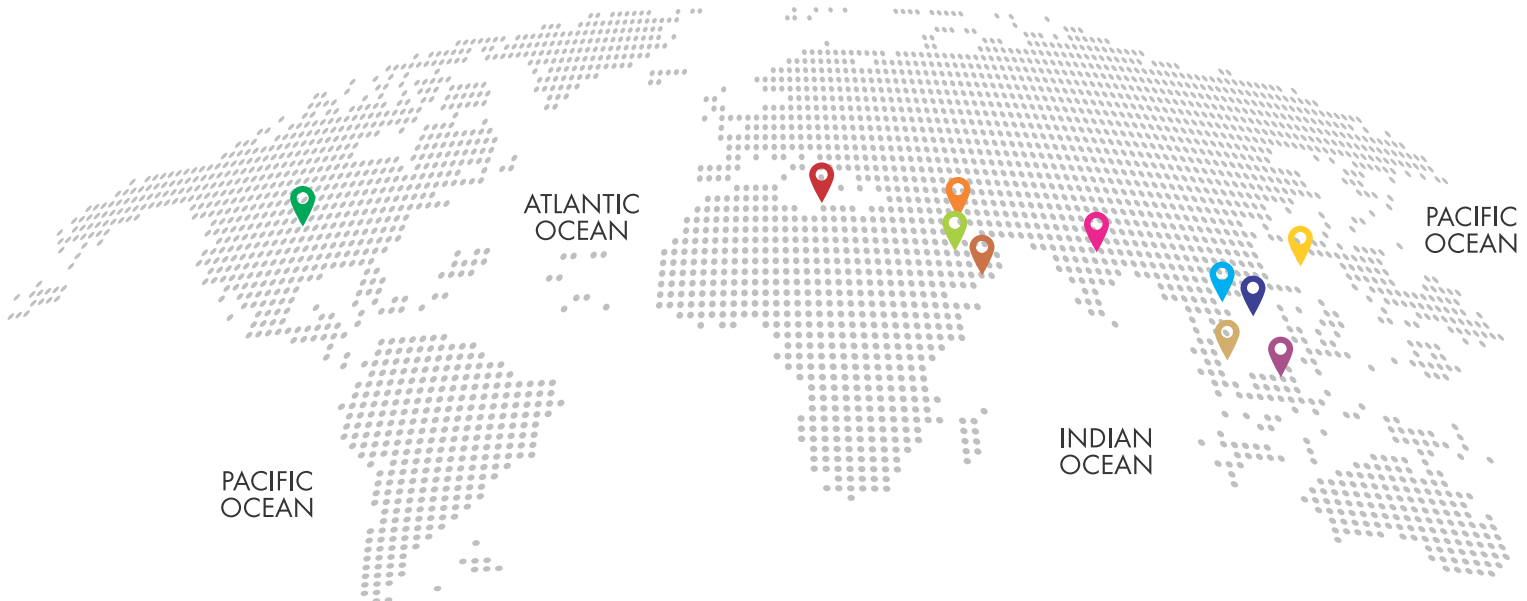 ATLANTIC
OCEAN
PACIFIC
OCEAN
INDIAN
OCEAN
PACIFIC
OCEAN